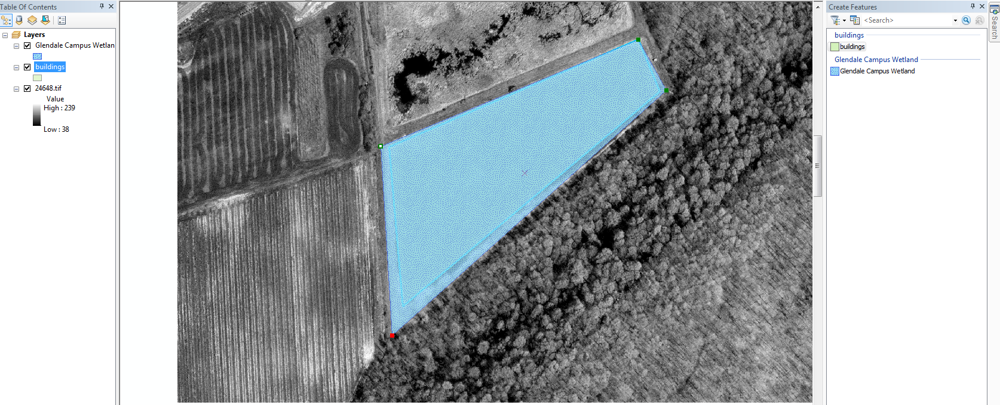 Table Of Contents
Layers
Glendale Campus Wetlan
buildings
24648.tif
Value
High : 239
Low : 38
Create Features
<Search>
buildings
buildings
Glendale Campus Wetland
Glendale Campus Wetland
Search